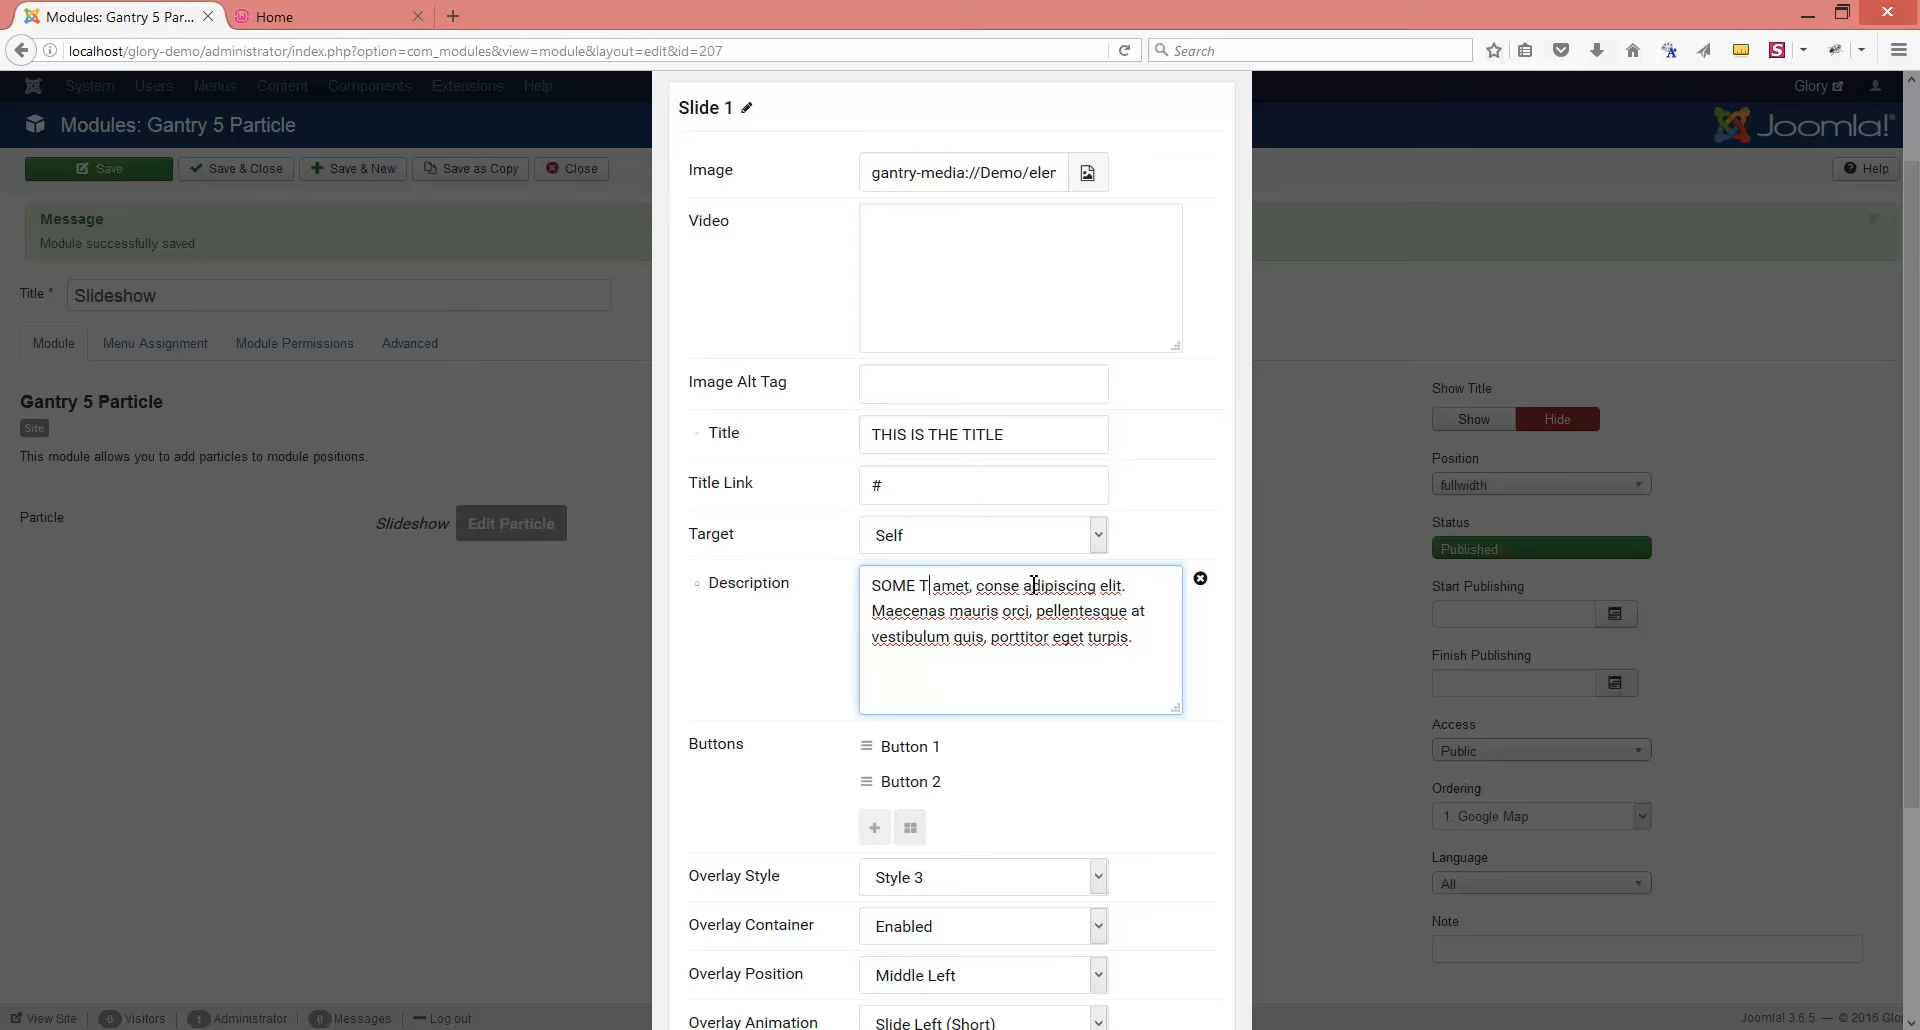 Modules: Gantry 5 Par...
Home
localhost/glory-demo/administrator/index.php?option=com_modules&view=module&layout=edit&id=207
Search
System Users Menus Content Components Extensions Help
Glory
Modules: Gantry 5 Particle
Joomla!
Save
Save & Close
Save & New
Save as Copy
Close
Help
Message
Module successfully saved
Title *
Slideshow
Module
Menu Assignment
Module Permissions
Advanced
Gantry 5 Particle
Site
This module allows you to add particles to module positions.
Particle
Slideshow
Edit Particle
Slide 1
Image
gantry-media://Demo/eler
Video
Image Alt Tag
Title
THIS IS THE TITLE
Title Link
#
Target
Self
Description
SOME T amet, conse adipiscing elit.
Maecenas mauris orci, pellentesque at
vestibulum quis, porttitor eget turpis.
Buttons
Button 1
Button 2
Overlay Style
Style 3
Overlay Container
Enabled
Overlay Position
Middle Left
Overlay Animation
Slide Left (Short)
Show Title
Show
Hide
Position
fullwidth
Status
Published
Start Publishing
Finish Publishing
Access
Public
Ordering
1. Google Map
Language
All
Note
View Site
0 Visitors
1 Administrator
0 Messages
Log out
Joomla! 3.6.5 — © 2016 Glo